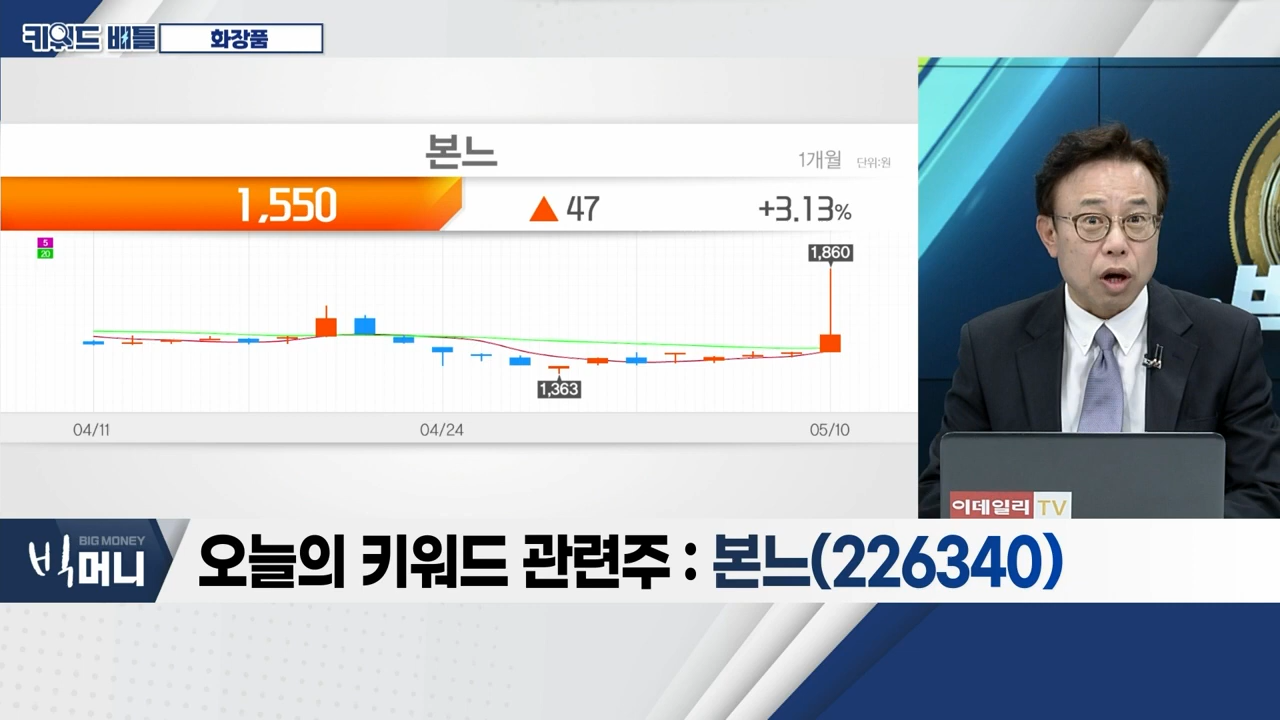 키워드 배틀
화장품
본느
1개월 단위:원
1,550 ▲ 47 +3.13%
5
20
1,860
1,363
04/11 04/24 05/10
이데일리 TV
빅머니 BIG MONEY
오늘의 키워드 관련주 : 본느(226340)